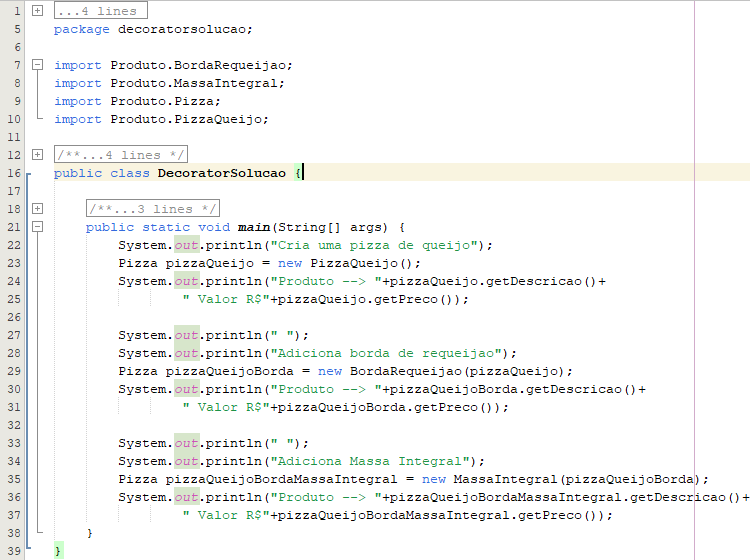 1 ...4 lines
5 package decoratorsolucao;
6
7 import Produto.BordaRequeijao;
8 import Produto.MassaIntegral;
9 import Produto.Pizza;
10 import Produto.PizzaQueijo;
11
12 /**...4 lines */
16 public class DecoratorSolucao {
17
18 /**...3 lines */
21 public static void main(String[] args) {
22 System.out.println("Cria uma pizza de queijo");
23 Pizza pizzaQueijo = new PizzaQueijo();
24 System.out.println("Produto --> "+pizzaQueijo.getDescricao()+
25 " Valor R$"+pizzaQueijo.getPreco());
26
27 System.out.println(" ");
28 System.out.println("Adiciona borda de requeijao");
29 Pizza pizzaQueijoBorda = new BordaRequeijao(pizzaQueijo);
30 System.out.println("Produto --> "+pizzaQueijoBorda.getDescricao()+
31 " Valor R$"+pizzaQueijoBorda.getPreco());
32
33 System.out.println(" ");
34 System.out.println("Adiciona Massa Integral");
35 Pizza pizzaQueijoBordaMassaIntegral = new MassaIntegral(pizzaQueijoBorda);
36 System.out.println("Produto --> "+pizzaQueijoBordaMassaIntegral.getDescricao()+
37 " Valor R$"+pizzaQueijoBordaMassaIntegral.getPreco());
38 }
39 }